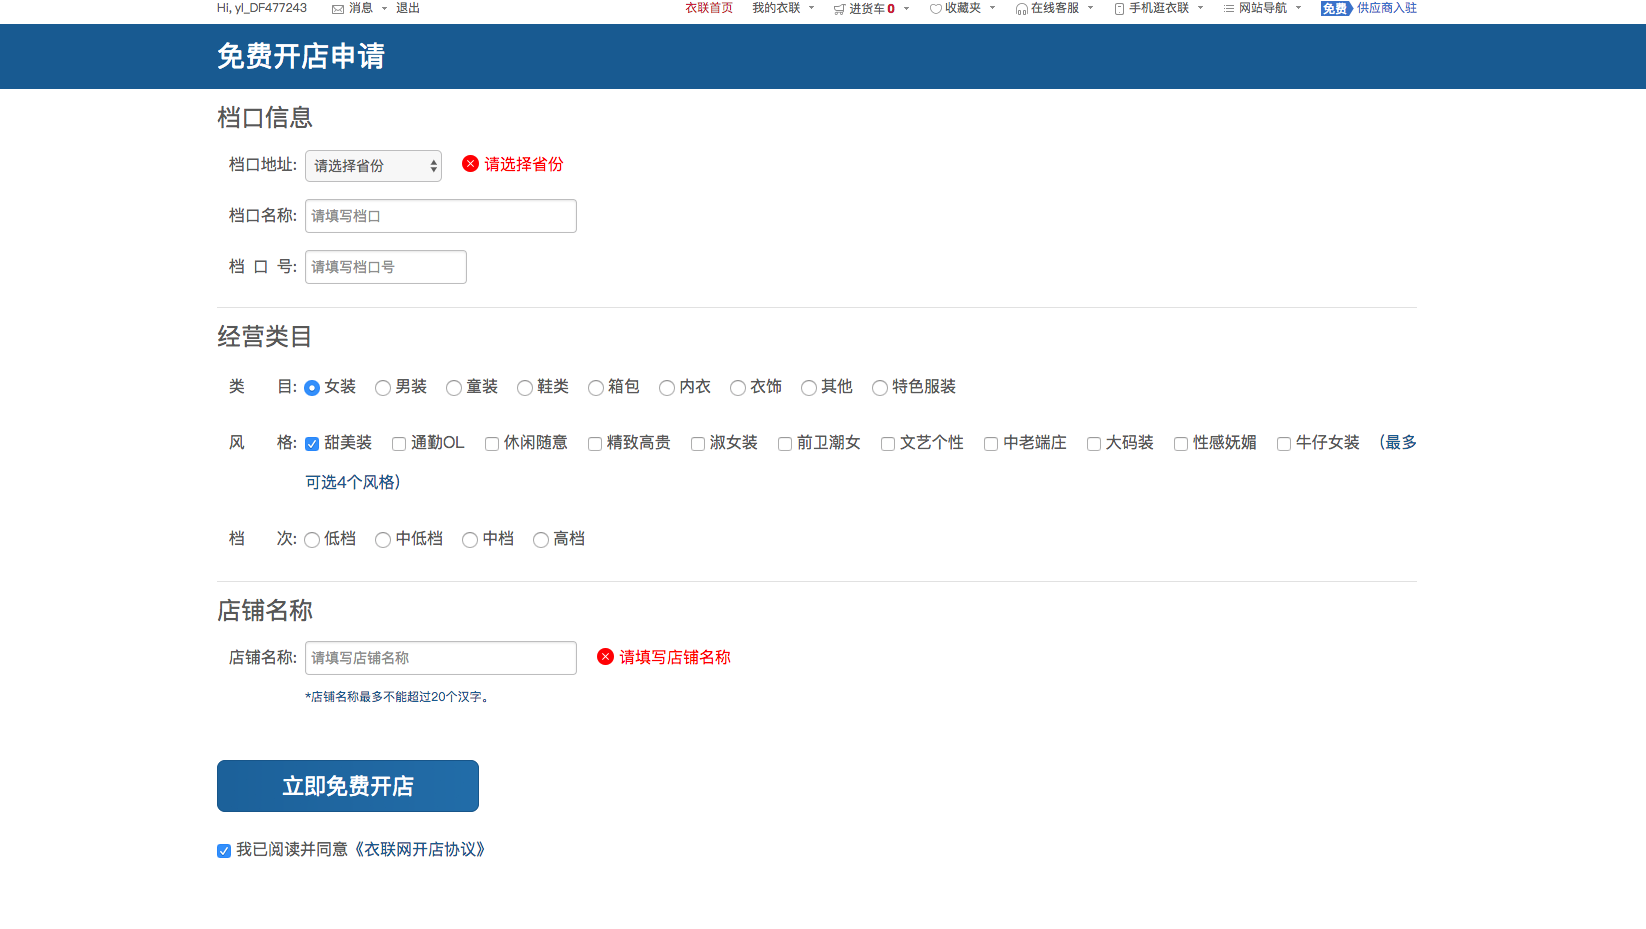 Hi, yl_DF477243 消息 退出 衣联首页 我的衣联 进货车0 收藏夹 在线客服 手机逛衣联 网站导航 免费 供应商入驻
免费开店申请
档口信息
档口地址: 请选择省份 请选择省份
档口名称: 请填写档口
档 口 号: 请填写档口号
经营类目
类 目: 女装 男装 童装 鞋类 箱包 内衣 衣饰 其他 特色服装
风 格: 甜美装 通勤OL 休闲随意 精致高贵 淑女装 前卫潮女 文艺个性 中老端庄 大码装 性感妩媚 牛仔女装 （最多
可选4个风格）
档 次: 低档 中低档 中档 高档
店铺名称
店铺名称: 请填写店铺名称 请填写店铺名称
*店铺名称最多不能超过20个汉字。
立即免费开店
我已阅读并同意《衣联网开店协议》